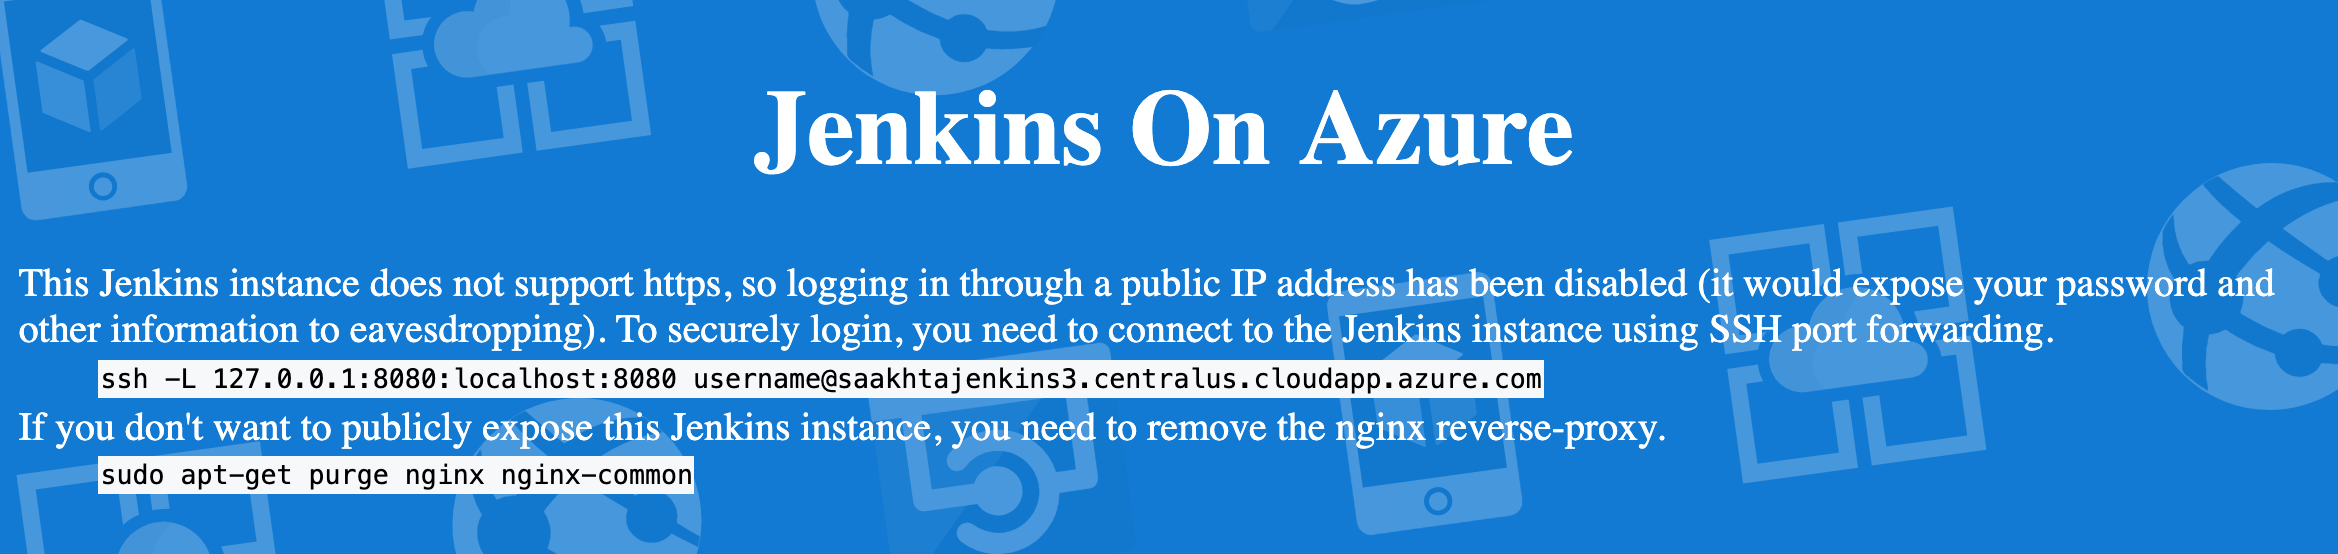 Jenkins On Azure
This Jenkins instance does not support https, so logging in through a public IP address has been disabled (it would expose your password and
other information to eavesdropping). To securely login, you need to connect to the Jenkins instance using SSH port forwarding.
ssh -L 127.0.0.1:8080:localhost:8080 username@saakhtajenkins3.centralus.cloudapp.azure.com
If you don't want to publicly expose this Jenkins instance, you need to remove the nginx reverse-proxy.
sudo apt-get purge nginx nginx-common